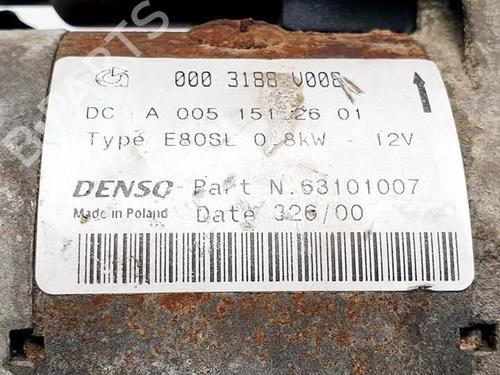 000 3188 V006
DC A 005 151 26 01
Type E80SL 0.8kW - 12V
DENSO Part N.63101007
Made in Poland Date 326/00
B-PARTS